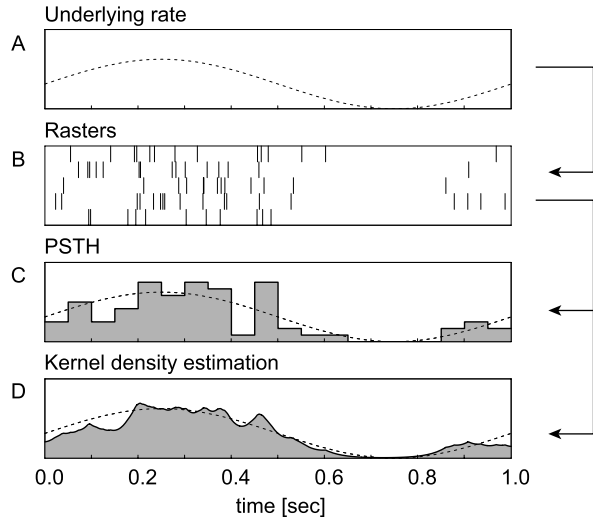 Underlying rate
A
Rasters
B
PSTH
C
Kernel density estimation
D
0.0 0.2 0.4 0.6 0.8 1.0
time [sec]